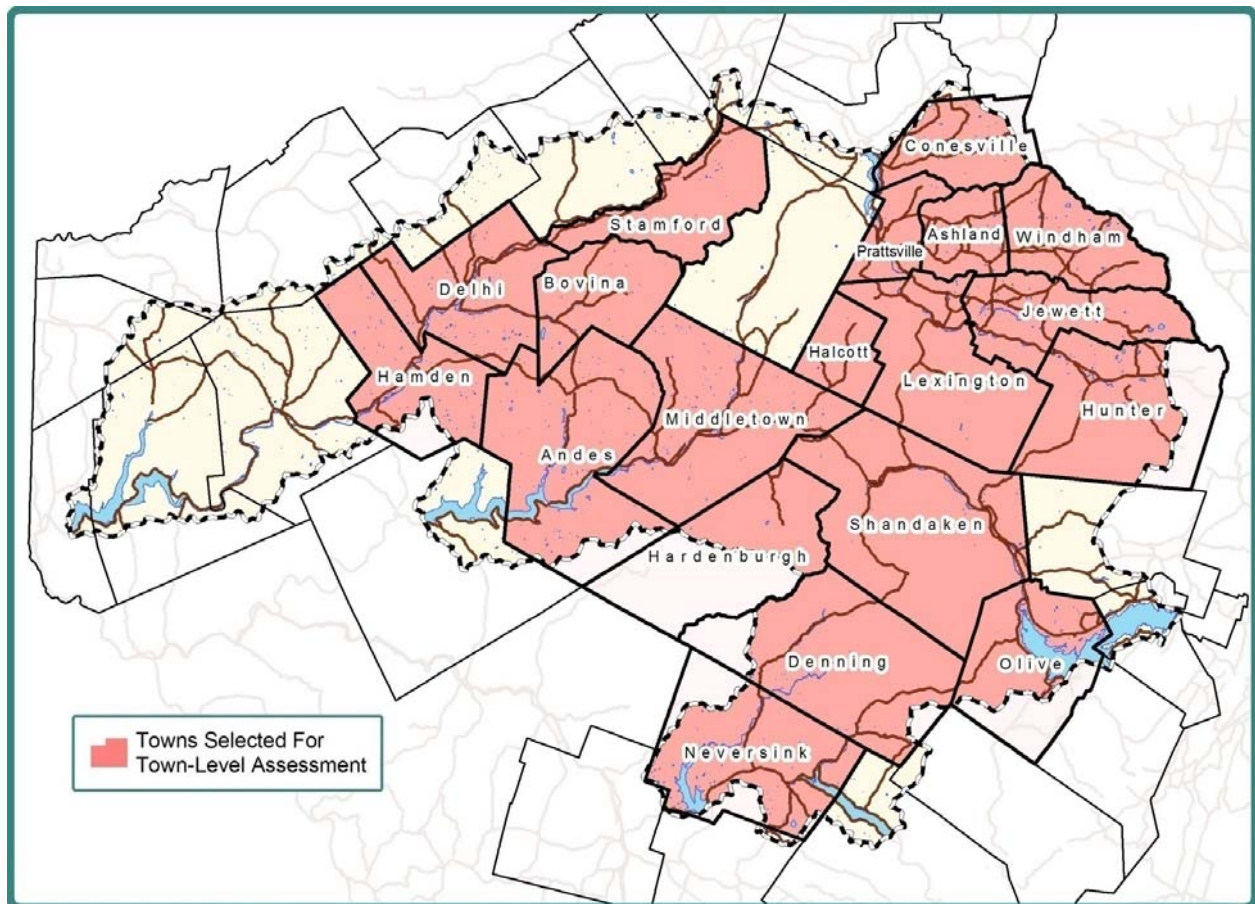 Conesville
Stamford
Prattsville
Ashland
Windham
Delhi
Bovina
Jewett
Halcott
Hamden
Lexington
Hunter
Middletown
Andes
Shandaken
Hardenburgh
Denning
Olive
Neversink
Towns Selected For
Town-Level Assessment